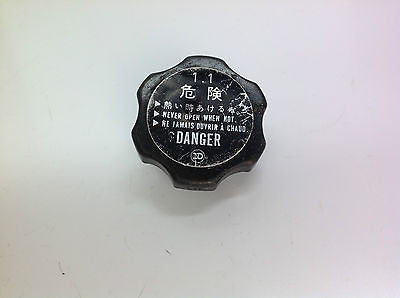 1.1
危険
▶熱い時あけるな
▶NEVER OPEN WHEN HOT.
▶NE JAMAIS OUVRIR À CHAUD.
DANGER